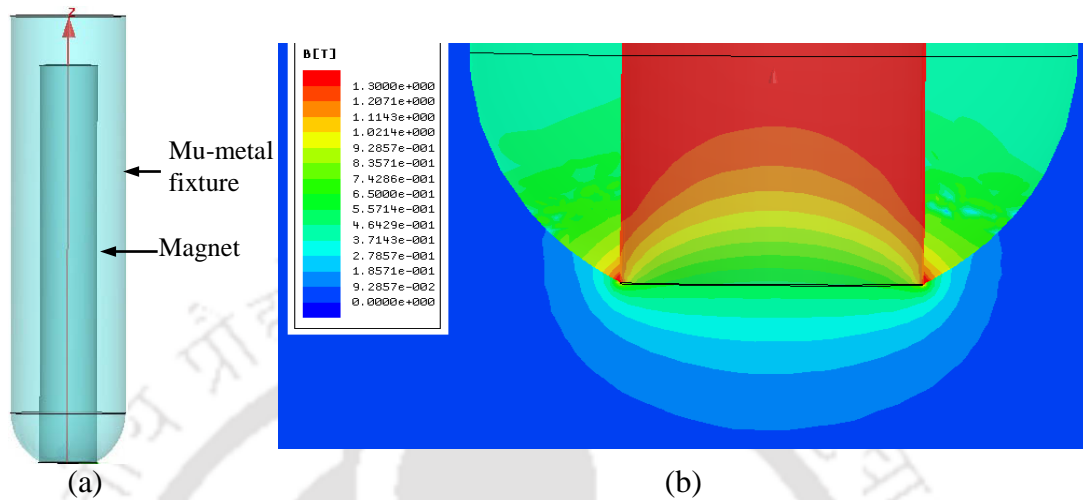 (a)
z
Mu-metal
fixture
Magnet
B[T]
1.3000e+000
1.2071e+000
1.1143e+000
1.0214e+000
9.2857e-001
8.3571e-001
7.4286e-001
6.5000e-001
5.5714e-001
4.6429e-001
3.7143e-001
2.7857e-001
1.8571e-001
9.2857e-002
0.0000e+000
(a)
(b)